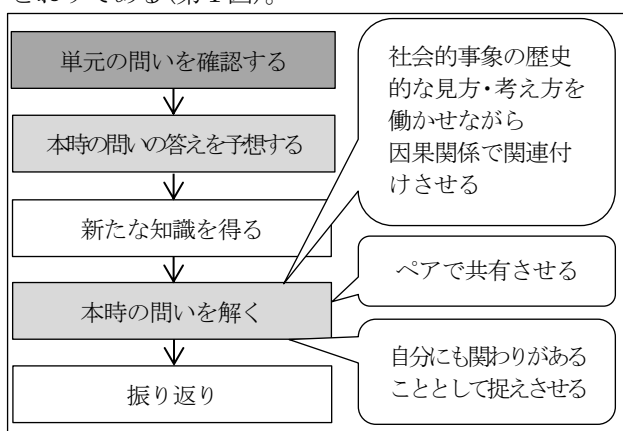 とおりである(第1図)。
単元の問いを確認する
本時の問いの答えを予想する
新たな知識を得る
本時の問いを解く
振り返り
社会的事象の歴史
的な見方・考え方を
働かせながら
因果関係で関連付
けさせる
ペアで共有させる
自分にも関わりがある
こととして捉えさせる